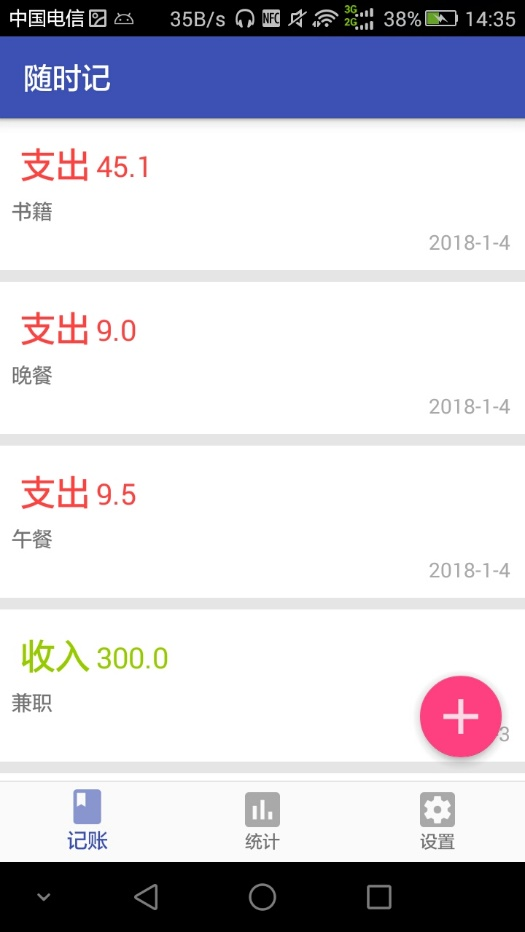 中国电信 35B/s NFC 3G 2G 38% 14:35
随时记
支出 45.1
书籍
2018-1-4
支出 9.0
晚餐
2018-1-4
支出 9.5
午餐
2018-1-4
收入 300.0
兼职
3
记账 统计 设置